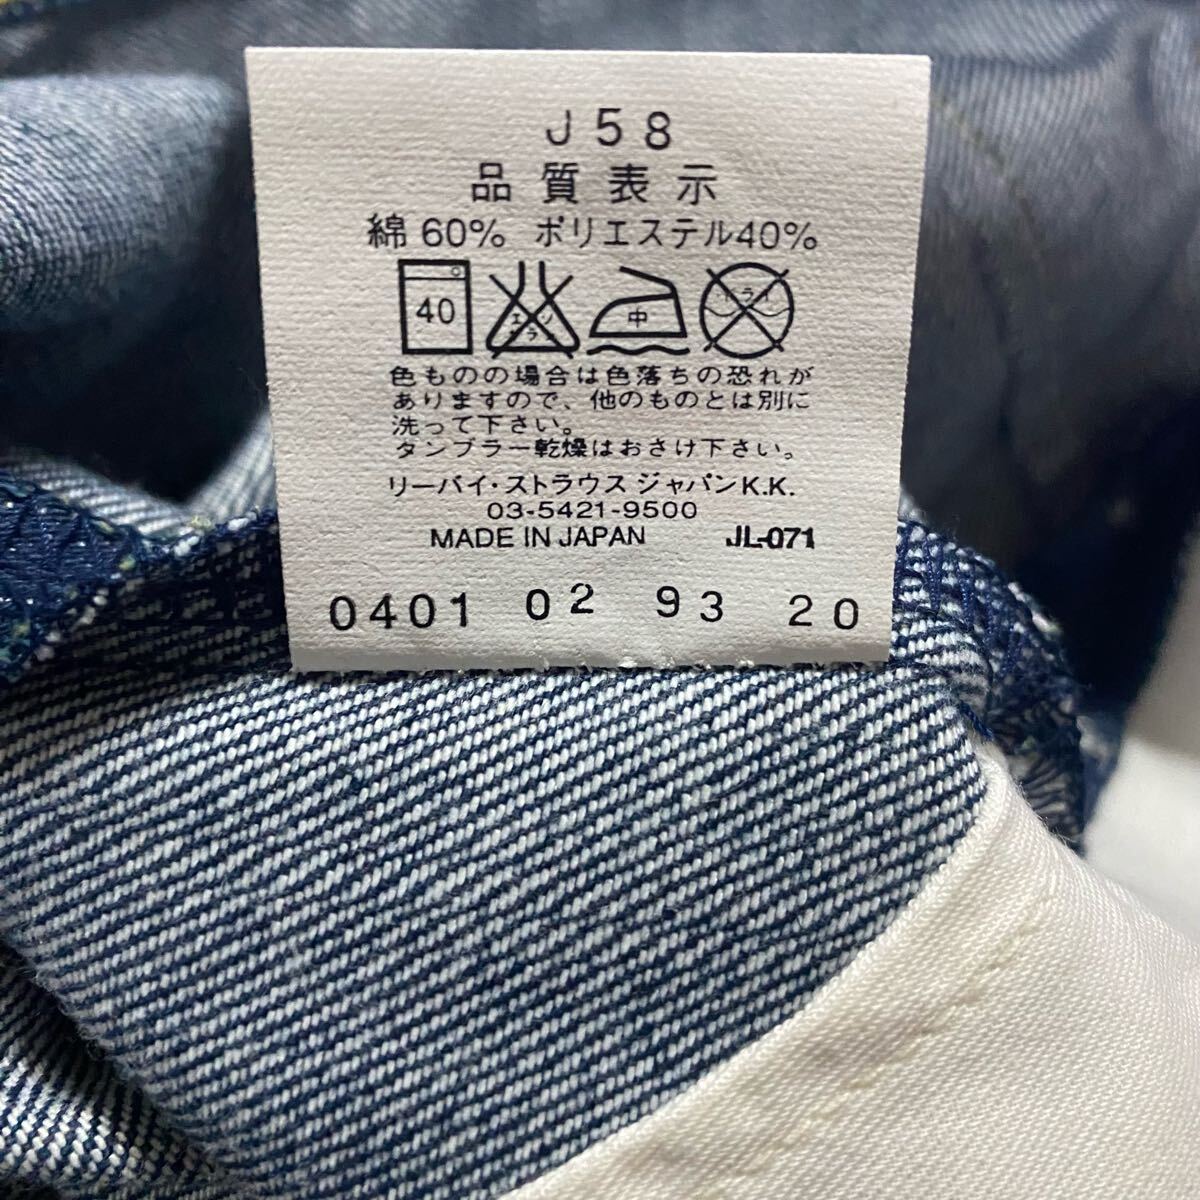 J58
品質表示
綿 60% ポリエステル40%
40 エンソ サラシ 中 ドライ
色ものの場合は色落ちの恐れが
ありますので、他のものとは別に
洗って下さい。
タンブラー乾燥はおさけ下さい。
リーバイ・ストラウス ジャパンK.K.
03-5421-9500
MADE IN JAPAN JL-071
0401 02 93 20